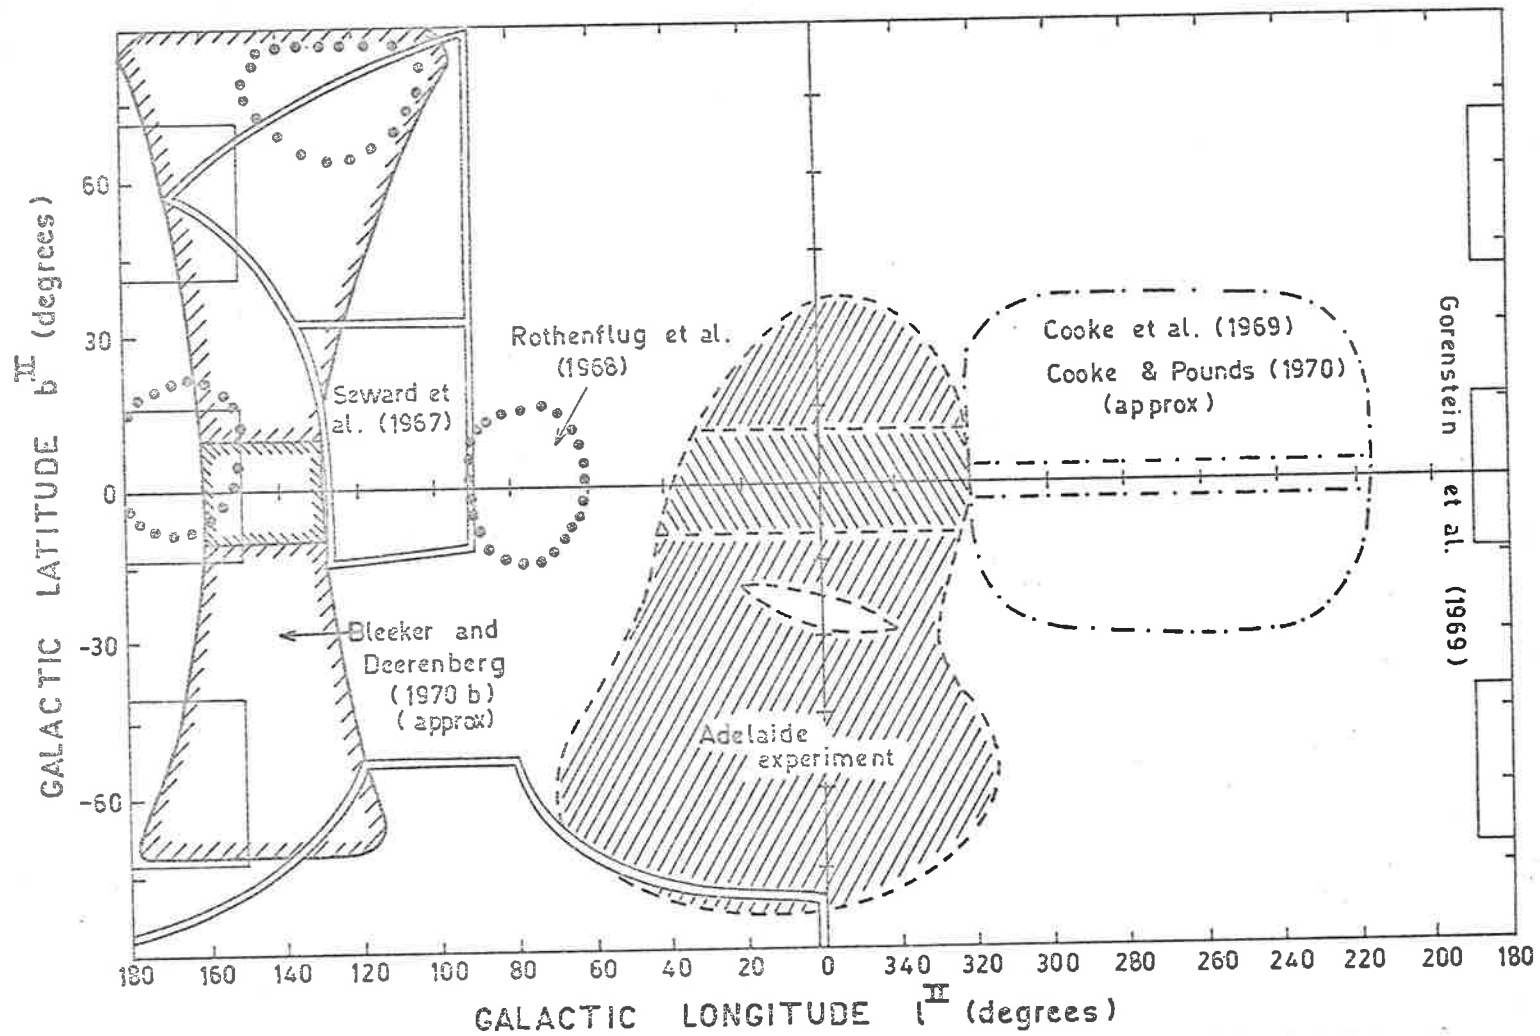 GALACTIC LATITUDE bᴵᴵ (degrees)
60
30
0
-30
-60
Rothenflug et al.
(1968)
Seward et
al. (1967)
Bleeker and
Deerenberg
(1970 b)
(approx)
Adelaide
experiment
Cooke et al. (1969)
Cooke & Pounds (1970)
(approx)
Gorenstein et al. (1969)
180 160 140 120 100 80 60 40 20 0 340 320 300 280 260 240 220 200 180
GALACTIC LONGITUDE lᴵᴵ (degrees)